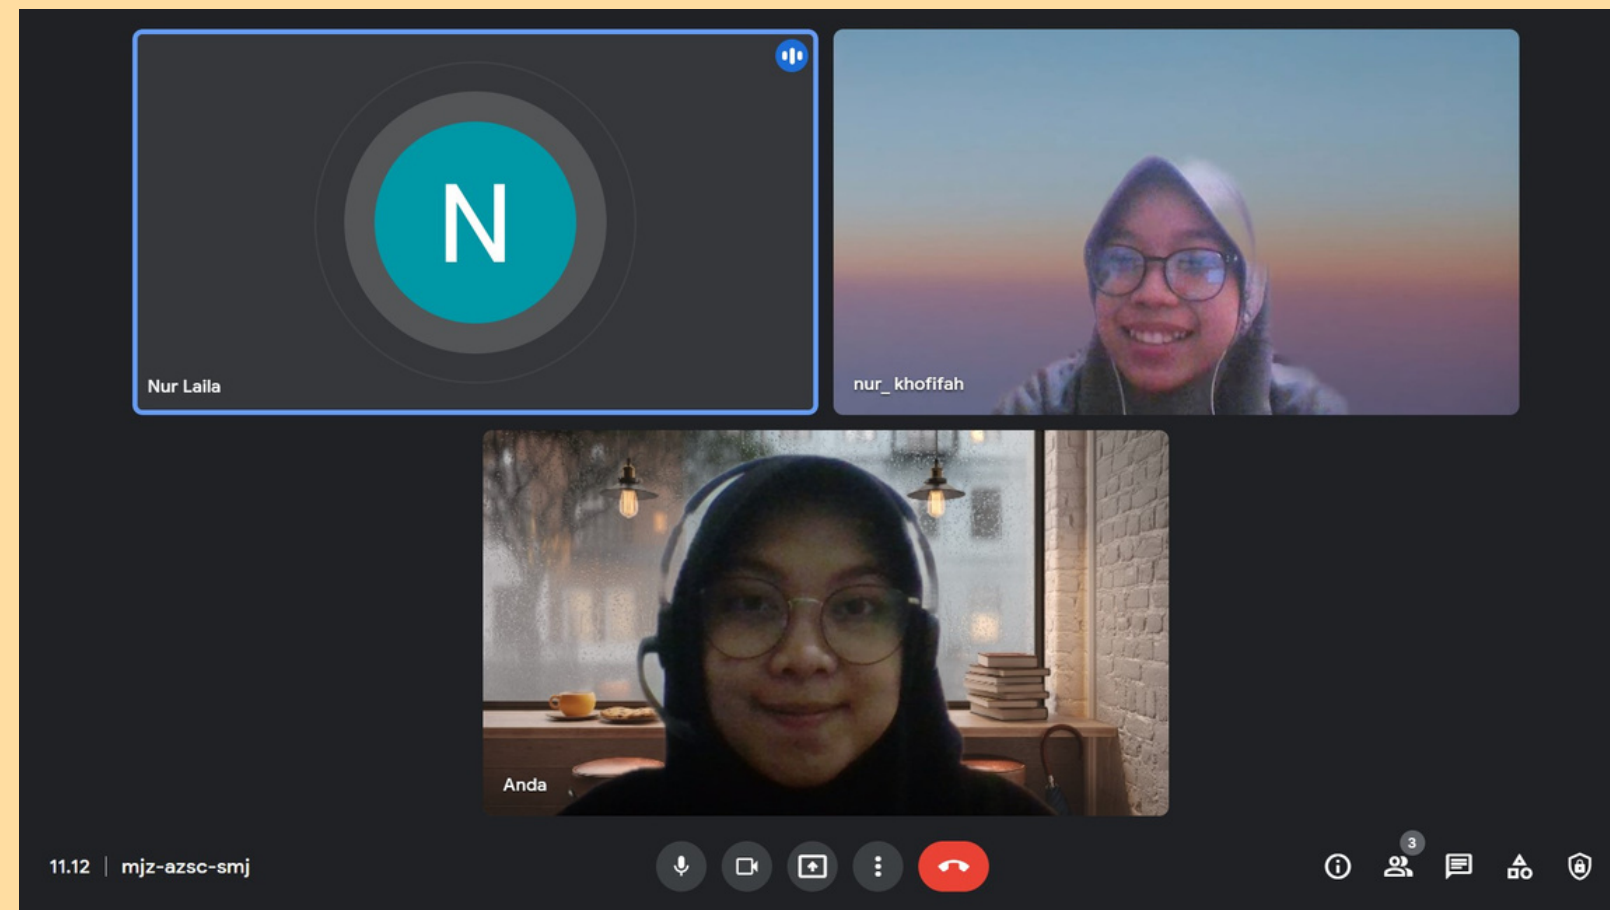 N
Nur Laila
nur_ khofifah
Anda
11.12 | mjz-azsc-smj
3